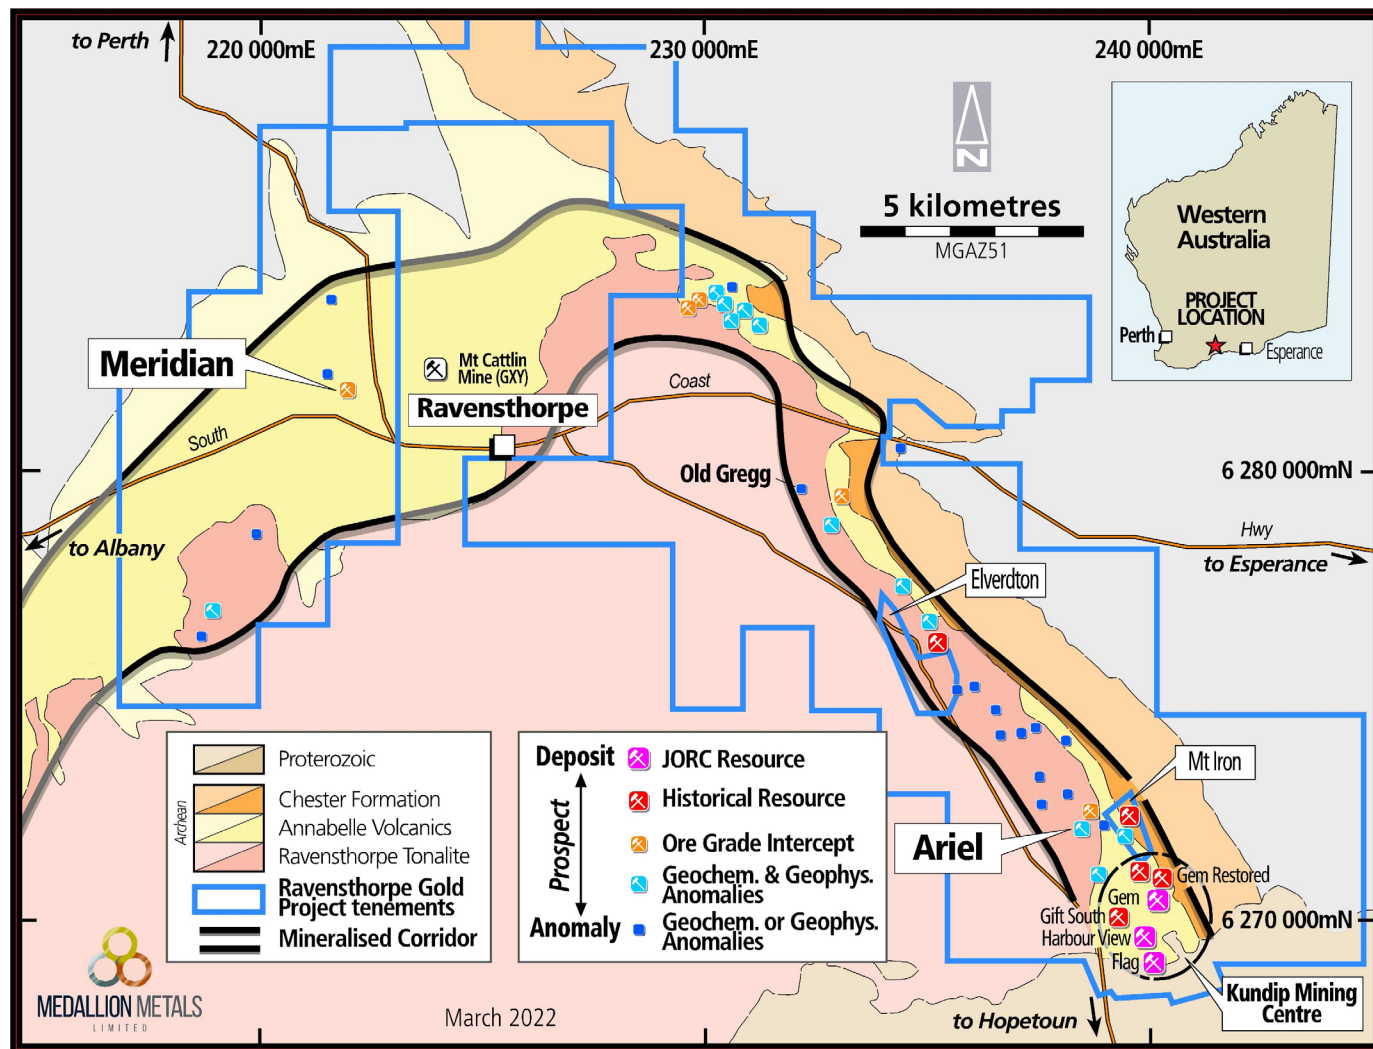 to Perth
220 000mE
230 000mE
240 000mE
N
5 kilometres
MGAZ51
Western
Australia
PROJECT
LOCATION
Perth
Esperance
Meridian
Mt Cattlin
Mine (GXY)
Ravensthorpe
Coast
South
Old Gregg
6 280 000mN
Hwy
to Albany
to Esperance
Elverdton
Mt Iron
Ariel
Gem Restored
Gem
Gift South
6 270 000mN
Harbour View
Flag
Kundip Mining
Centre
to Hopetoun
Proterozoic
Archean
Chester Formation
Annabelle Volcanics
Ravensthorpe Tonalite
Ravensthorpe Gold
Project tenements
Mineralised Corridor
Deposit
JORC Resource
Historical Resource
Prospect
Ore Grade Intercept
Geochem. & Geophys.
Anomalies
Anomaly
Geochem. or Geophys.
Anomalies
MEDALLION METALS
LIMITED
March 2022